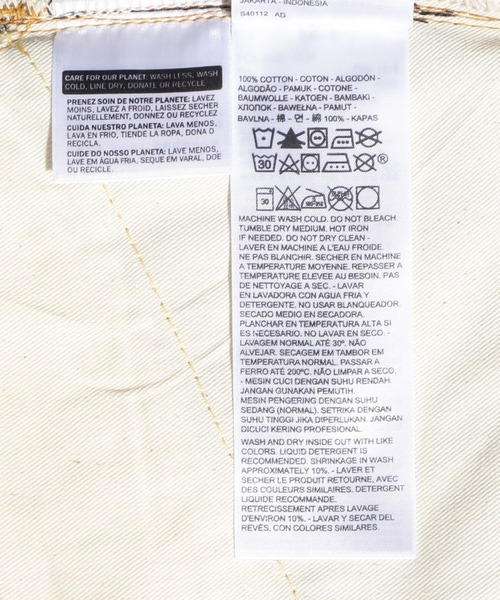 JAKARTA - INDONESIA
S40112 AD
CARE FOR OUR PLANET: WASH LESS, WASH
COLD, LINE DRY, DONATE OR RECYCLE
PRENEZ SOIN DE NOTRE PLANETE: LAVEZ
MOINS, LAVEZ A FROID, LAISSEZ SECHER
NATURELLEMENT, DONNEZ OU RECYCLEZ
CUIDA NUESTRO PLANETA: LAVA MENOS,
LAVA EN FRIO, TIENDE LA ROPA, DONA O
RECICLA.
CUIDE DO NOSSO PLANETA: LAVE MENOS,
LAVE EM ÁGUA FRIA, SEQUE EM VARAL, DOE
OU RECICLE.
100% COTTON - COTON - ALGODÓN -
ALGODÃO - PAMUK - COTONE -
BAUMWOLLE - KATOEN - BAMBAKI -
ХЛОПОК - BAWEŁNA - PAMUT -
BAVLNA - 棉 - 면 - 綿 100% - KAPAS
30 ®
30
MACHINE WASH COLD. DO NOT BLEACH.
TUMBLE DRY MEDIUM. HOT IRON
IF NEEDED. DO NOT DRY CLEAN -
LAVER EN MACHINE A L'EAU FROIDE.
NE PAS BLANCHIR. SECHER EN MACHINE
A TEMPERATURE MOYENNE. REPASSER A
TEMPERATURE ELEVEE AU BESOIN. PAS
DE NETTOYAGE A SEC. - LAVAR
EN LAVADORA CON AGUA FRIA Y
DETERGENTE. NO USAR BLANQUEADOR.
SECADO MEDIO EN SECADORA.
PLANCHAR EN TEMPERATURA ALTA SI
ES NECESARIO. NO LAVAR EN SECO. -
LAVAGEM NORMAL ATÉ 30º. NÃO
ALVEJAR. SECAGEM EM TAMBOR EM
TEMPERATURA NORMAL. PASSAR A
FERRO ATÉ 200ºC. NÃO LIMPAR A SECO.
- MESIN CUCI DENGAN SUHU RENDAH.
JANGAN GUNAKAN PEMUTIH.
MESIN PENGERING DENGAN SUHU
SEDANG (NORMAL). SETRIKA DENGAN
SUHU TINGGI JIKA DIPERLUKAN. JANGAN
DICUCI KERING PROFESIONAL.
WASH AND DRY INSIDE OUT WITH LIKE
COLORS. LIQUID DETERGENT IS
RECOMMENDED. SHRINKAGE IN WASH
APPROXIMATELY 10%. - LAVER ET
SECHER LE PRODUIT RETOURNE, AVEC
DES COULEURS SIMILAIRES. DETERGENT
LIQUIDE RECOMMANDE.
RETRECISSEMENT APRES LAVAGE
D'ENVIRON 10%. - LAVAR Y SECAR DEL
REVÉS, CON COLORES SIMILARES.